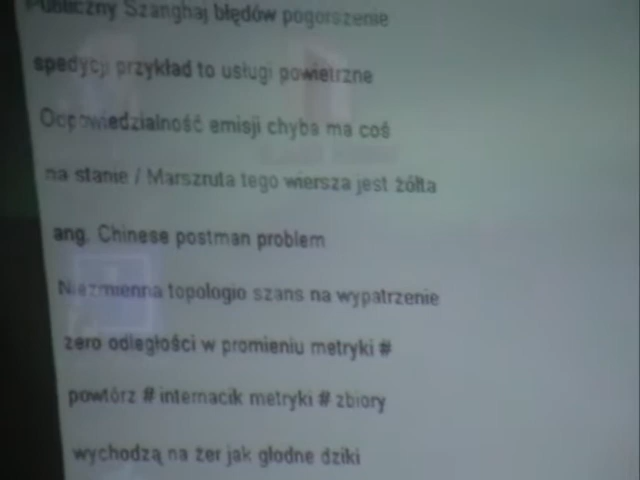 Publiczny Szanghaj błędów pogorszenie
spedycji przykład to usługi powietrzne
Odpowiedzialność emisji chyba ma coś
na stanie / Marszruta tego wiersza jest żółta
ang. Chinese postman problem
Niezmienna topologio szans na wypatrzenie
zero odległości w promieniu metryki #
powtórz # internacik metryki # zbiory
wychodzą na żer jak głodne dziki